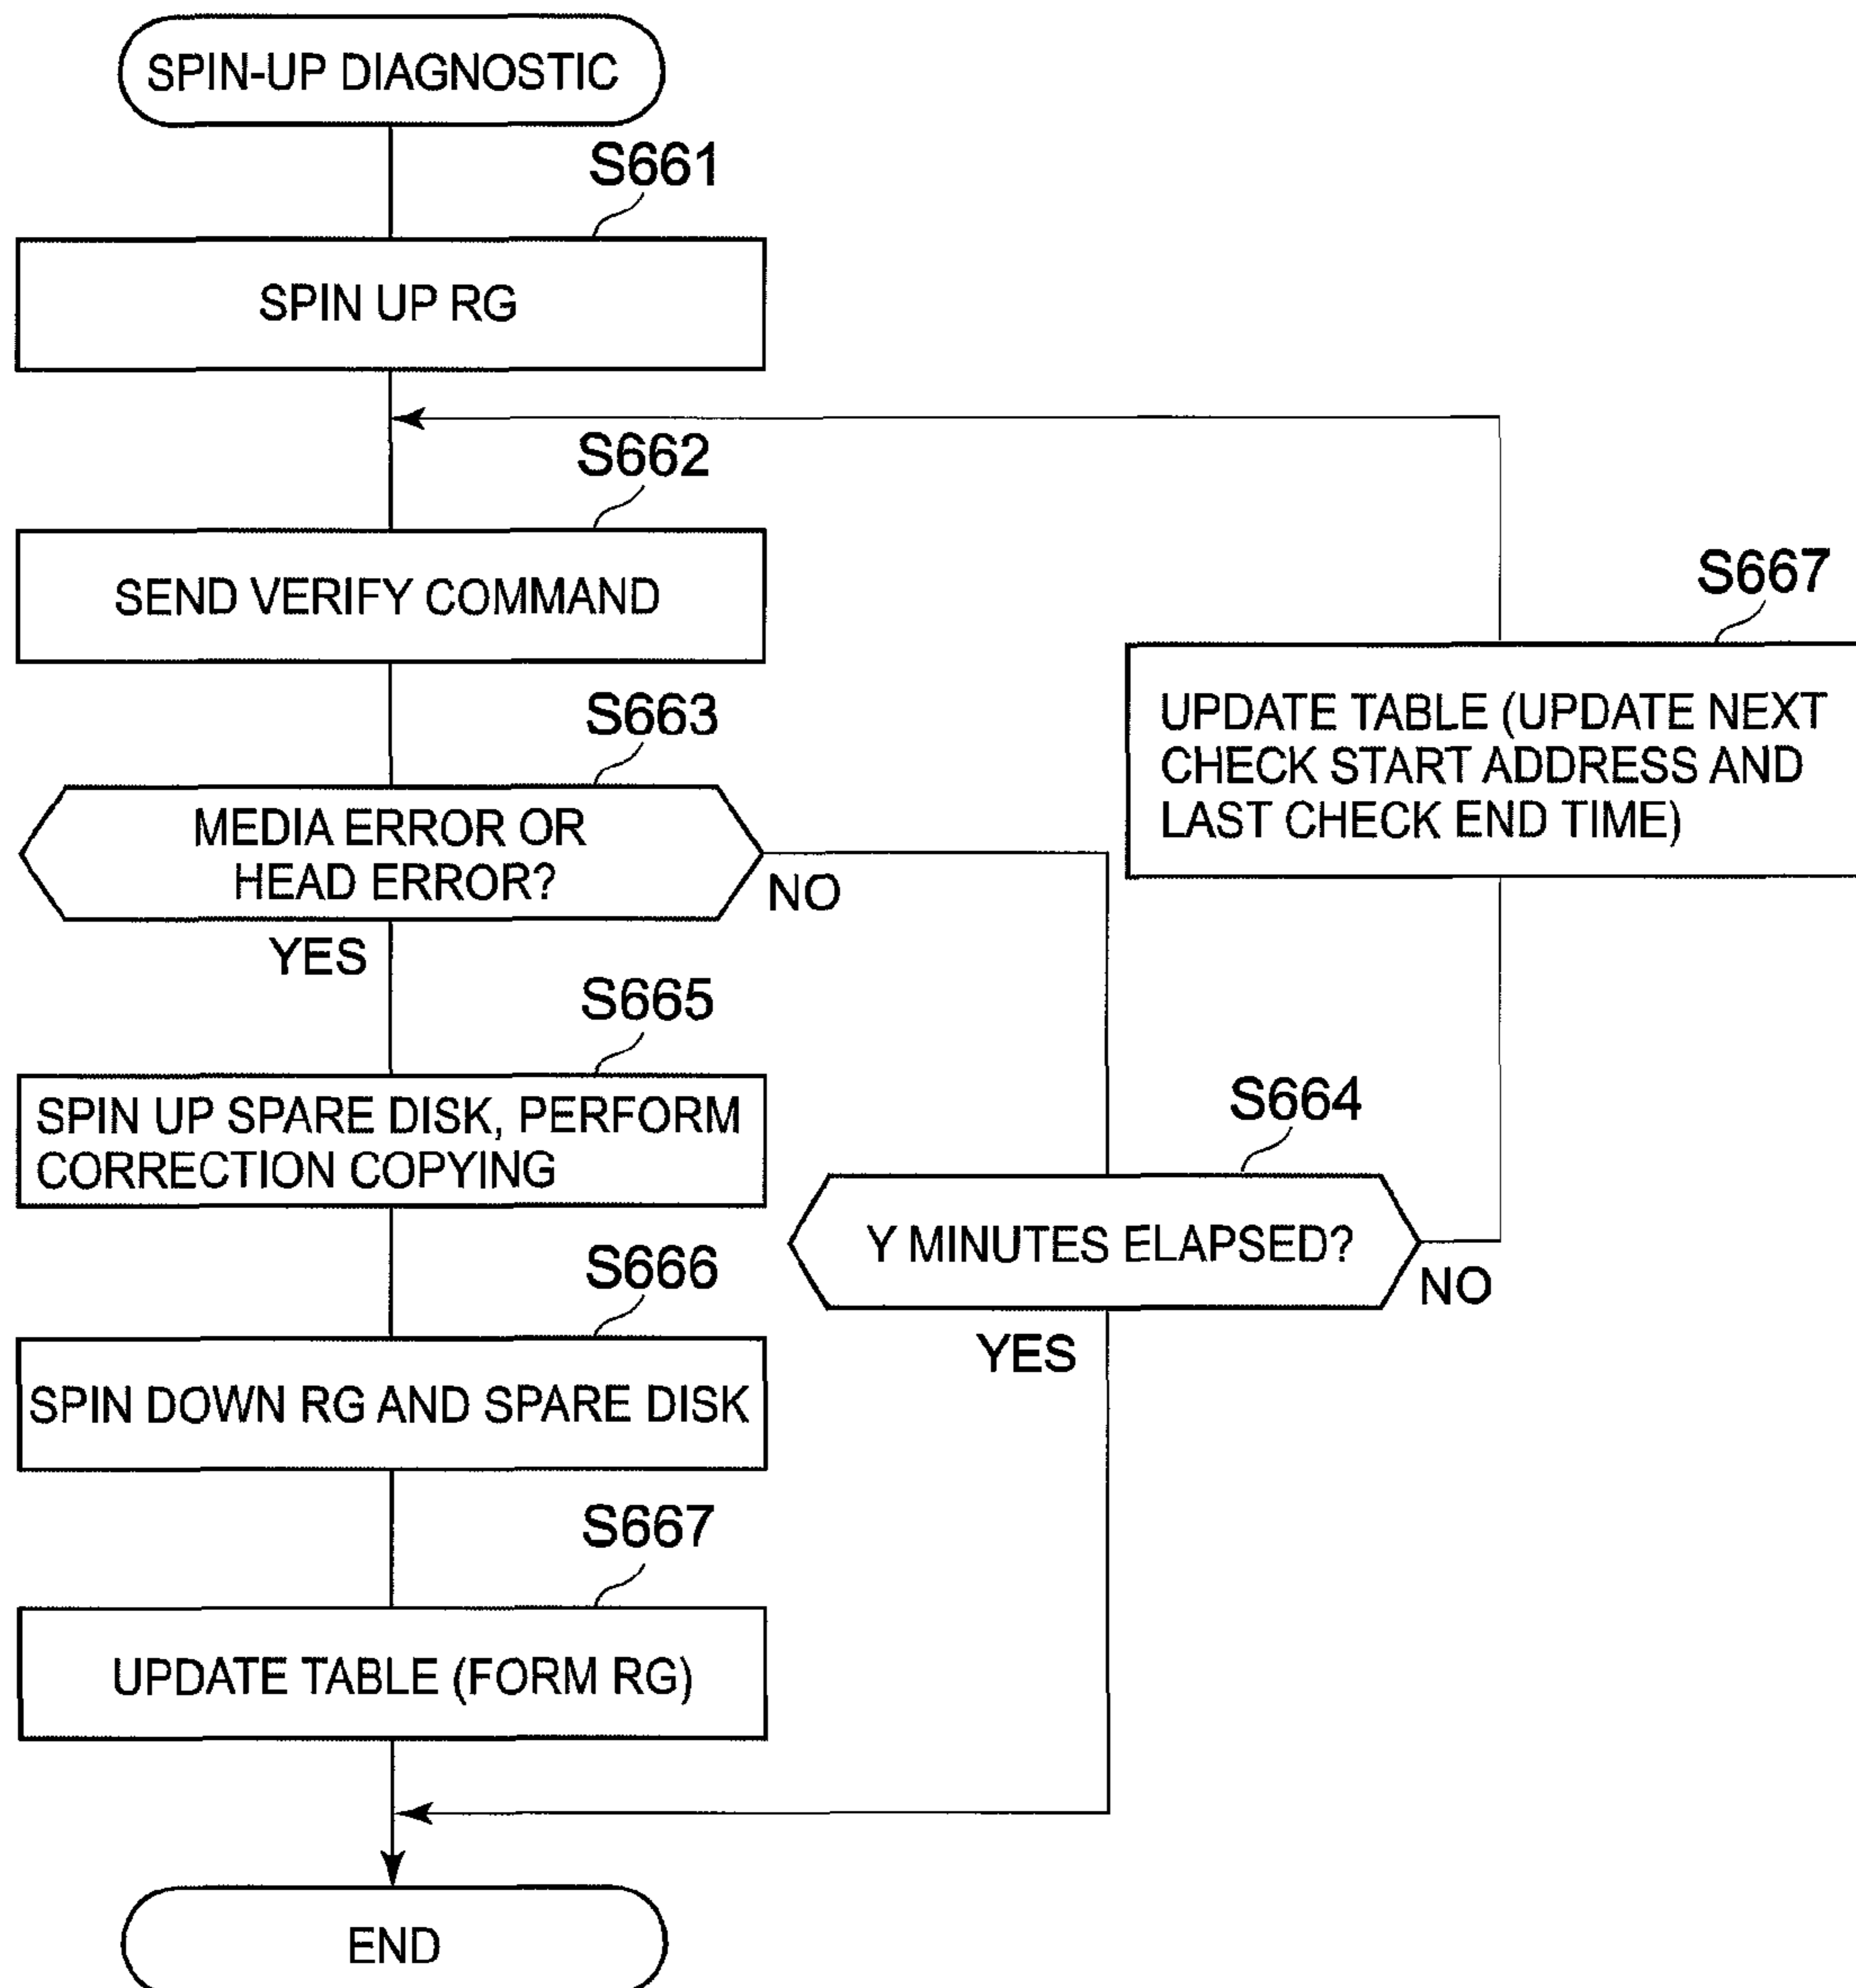 SPIN-UP DIAGNOSTIC
S661
SPIN UP RG
S662
SEND VERIFY COMMAND
S667
UPDATE TABLE (UPDATE NEXT
CHECK START ADDRESS AND
LAST CHECK END TIME)
S663
MEDIA ERROR OR
HEAD ERROR?
NO
YES
S665
SPIN UP SPARE DISK, PERFORM
CORRECTION COPYING
S664
Y MINUTES ELAPSED?
NO
YES
S666
SPIN DOWN RG AND SPARE DISK
S667
UPDATE TABLE (FORM RG)
END